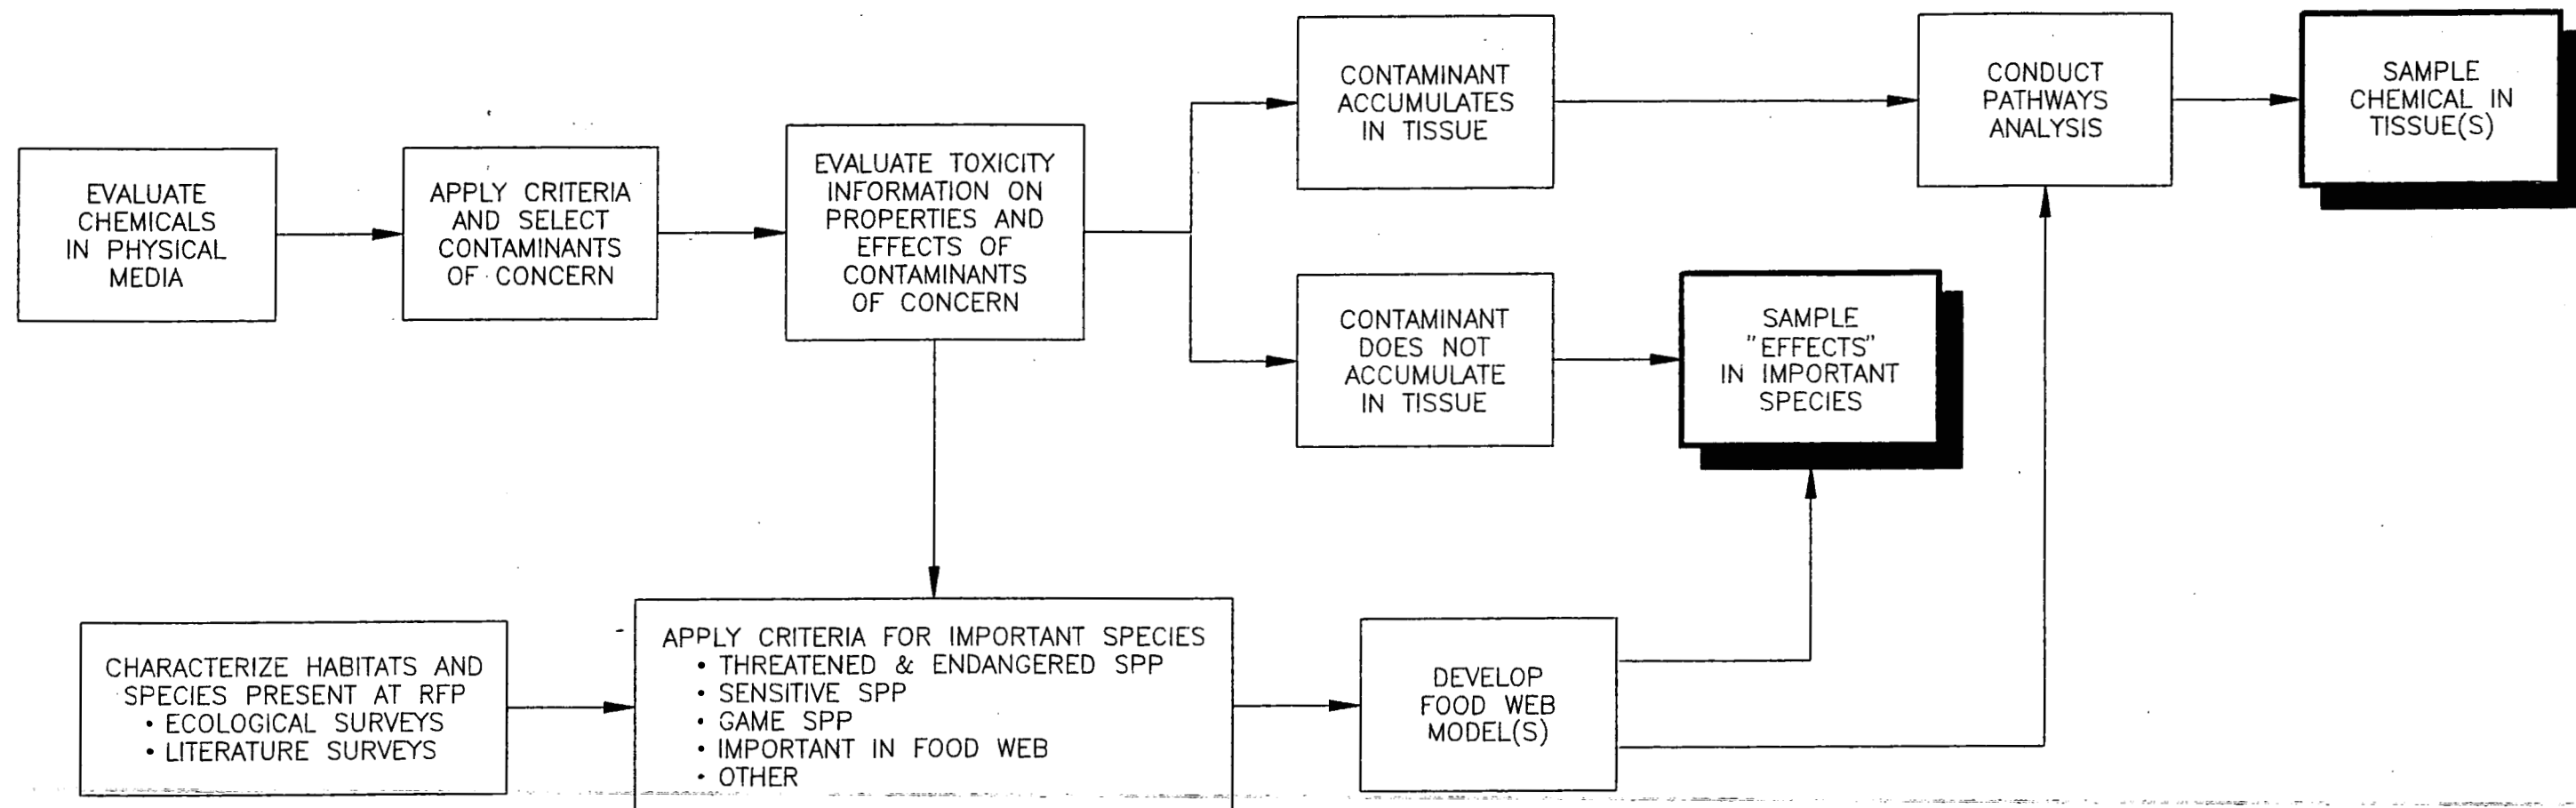 EVALUATE
CHEMICALS
IN PHYSICAL
MEDIA
APPLY CRITERIA
AND SELECT
CONTAMINANTS
OF CONCERN
EVALUATE TOXICITY
INFORMATION ON
PROPERTIES AND
EFFECTS OF
CONTAMINANTS
OF CONCERN
CONTAMINANT
ACCUMULATES
IN TISSUE
CONDUCT
PATHWAYS
ANALYSIS
SAMPLE
CHEMICAL IN
TISSUE(S)
CONTAMINANT
DOES NOT
ACCUMULATE
IN TISSUE
SAMPLE
"EFFECTS"
IN IMPORTANT
SPECIES
CHARACTERIZE HABITATS AND
SPECIES PRESENT AT RFP
• ECOLOGICAL SURVEYS
• LITERATURE SURVEYS
APPLY CRITERIA FOR IMPORTANT SPECIES
• THREATENED & ENDANGERED SPP
• SENSITIVE SPP
• GAME SPP
• IMPORTANT IN FOOD WEB
• OTHER
DEVELOP
FOOD WEB
MODEL(S)